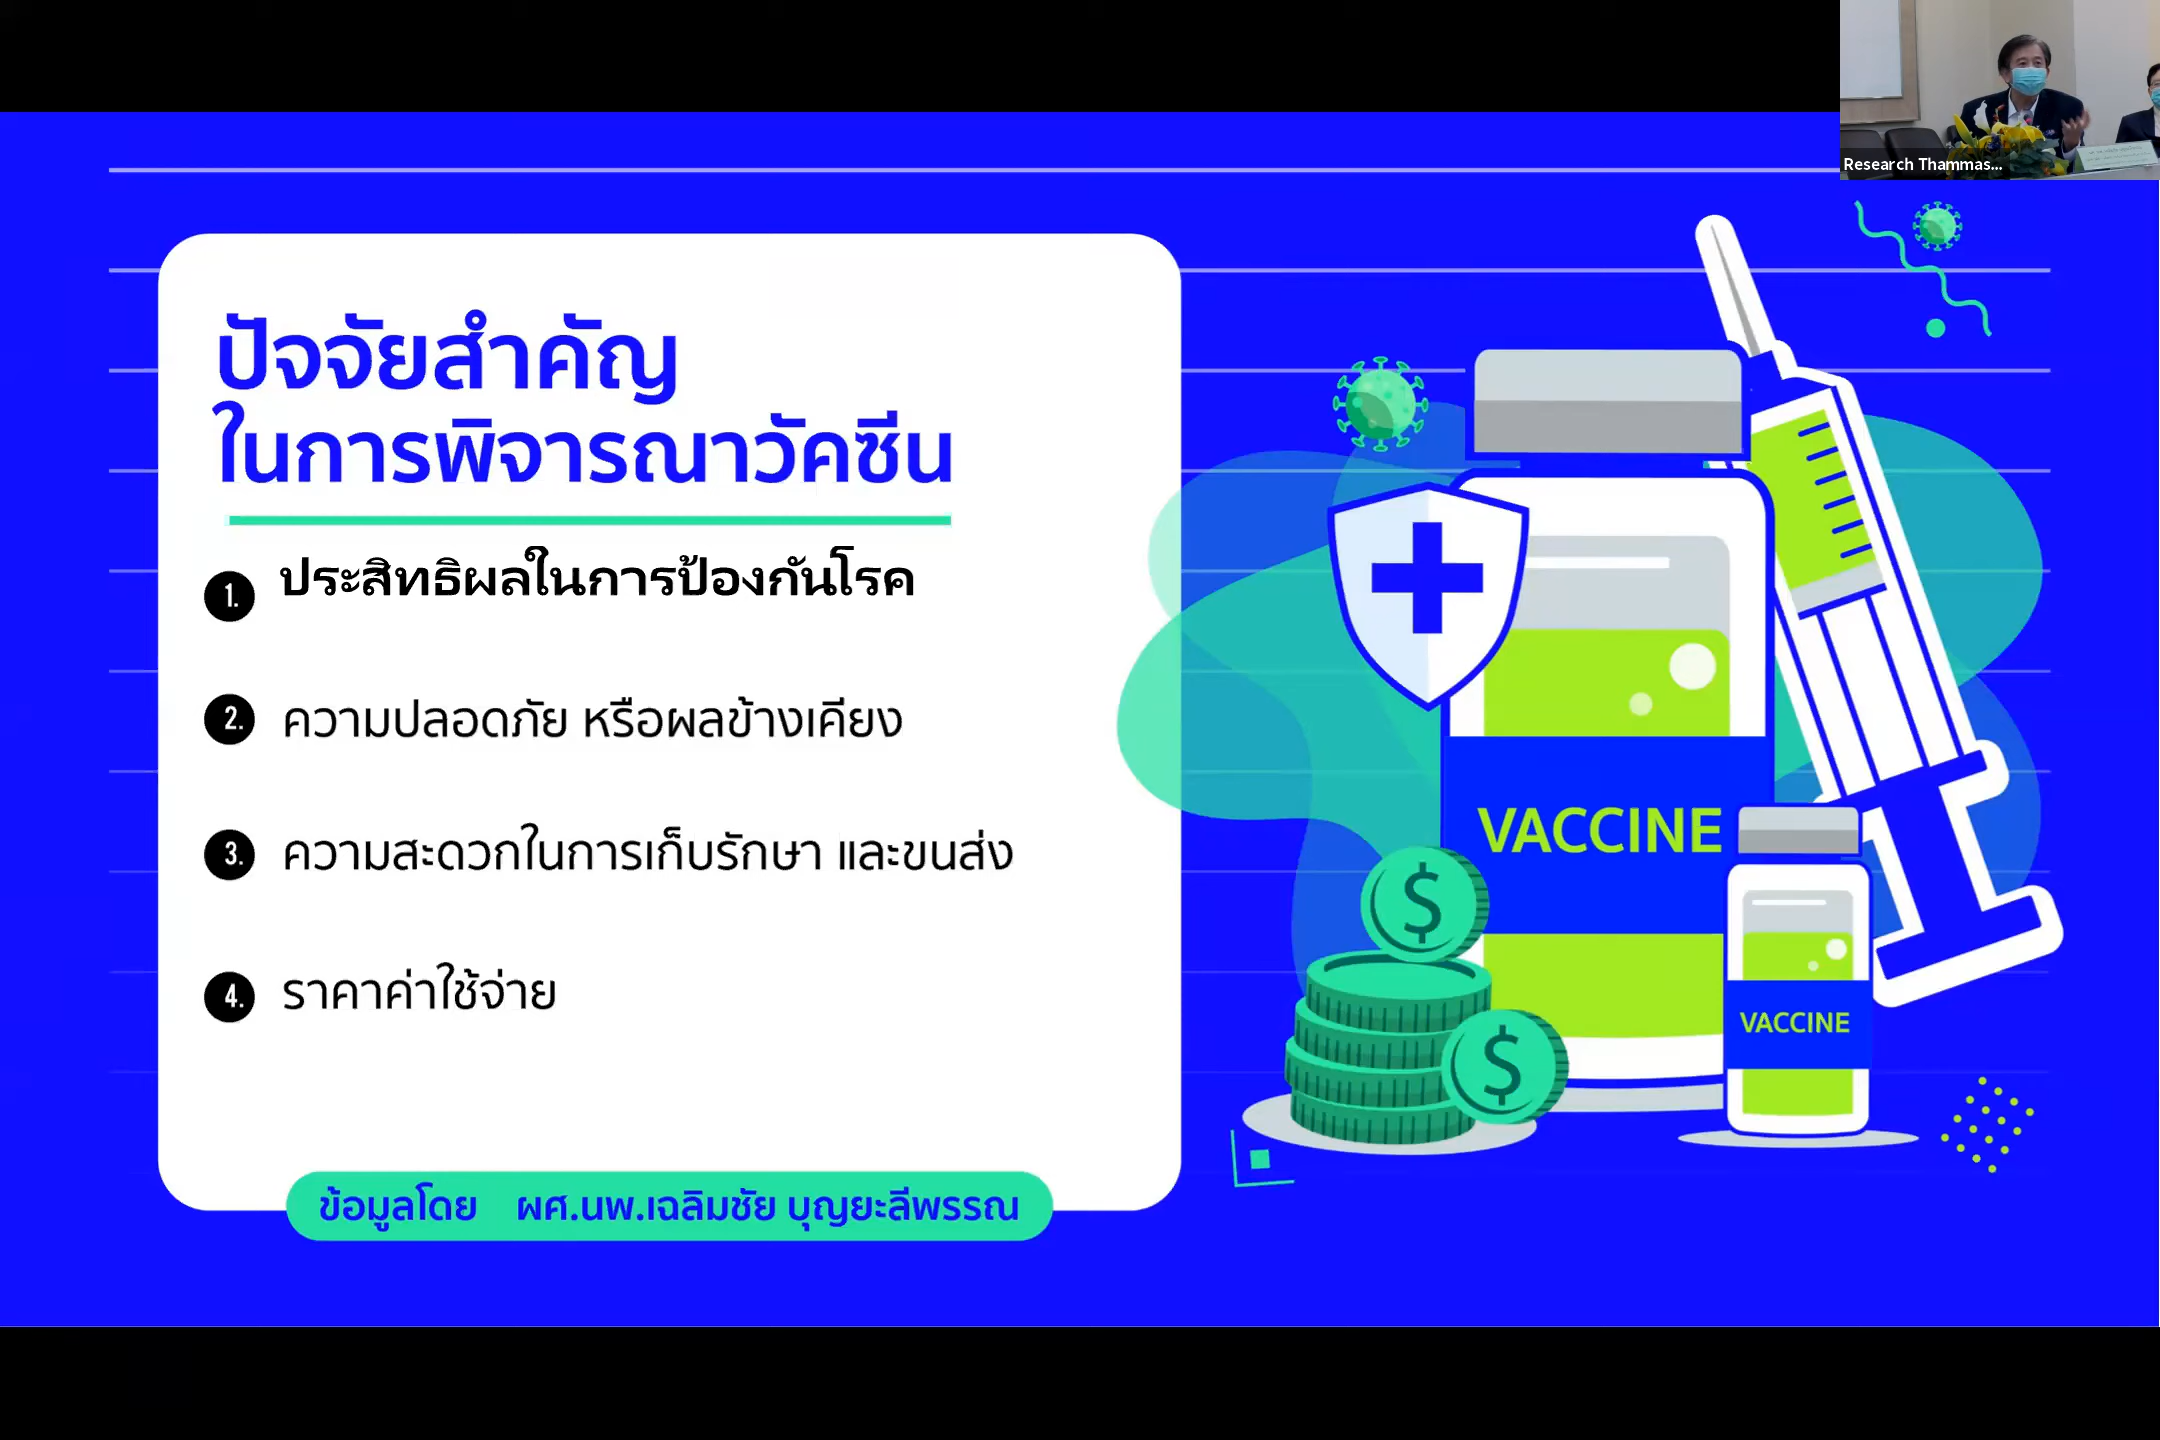 Research Thammas...
ปัจจัยสำคัญ
ในการพิจารณาวัคซีน
1. ประสิทธิผลในการป้องกันโรค
2. ความปลอดภัย หรือผลข้างเคียง
3. ความสะดวกในการเก็บรักษา และขนส่ง
4. ราคาค่าใช้จ่าย
ข้อมูลโดย ผศ.นพ.เฉลิมชัย บุญยะลีพรรณ
VACCINE
$
$
VACCINE